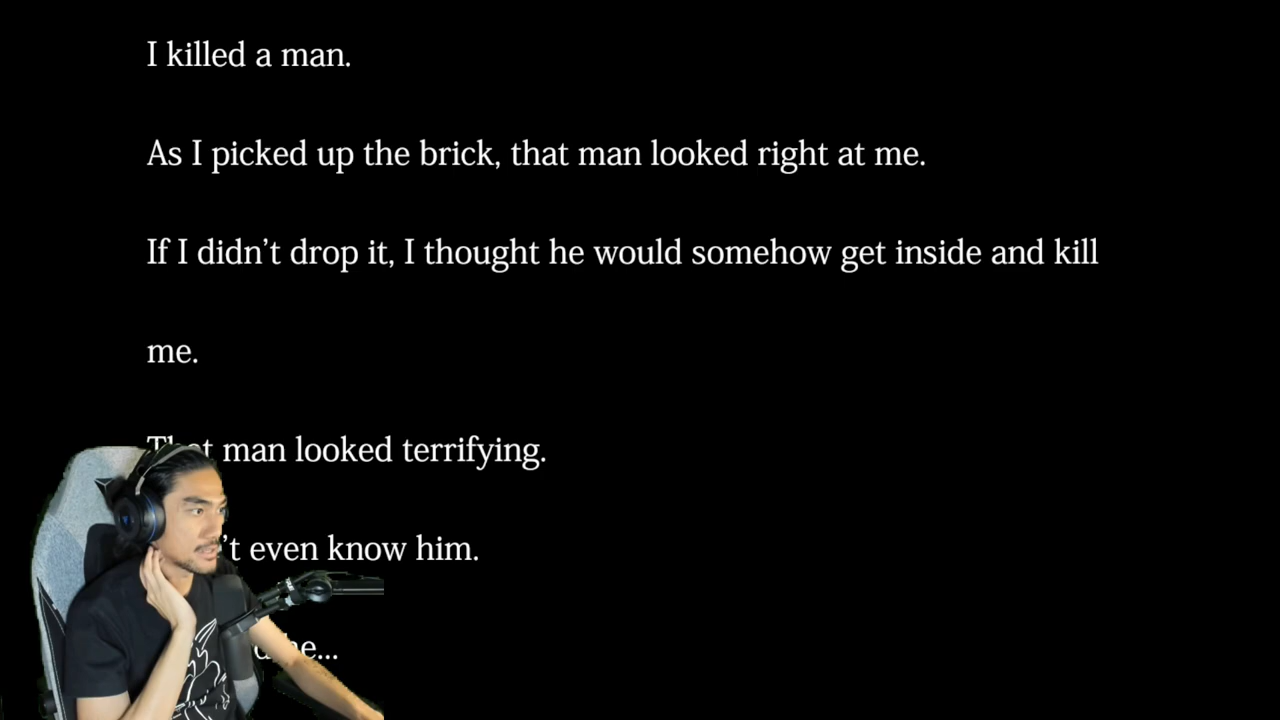 I killed a man.
As I picked up the brick, that man looked right at me.
If I didn’t drop it, I thought he would somehow get inside and kill
me.
That man looked terrifying.
even know him.